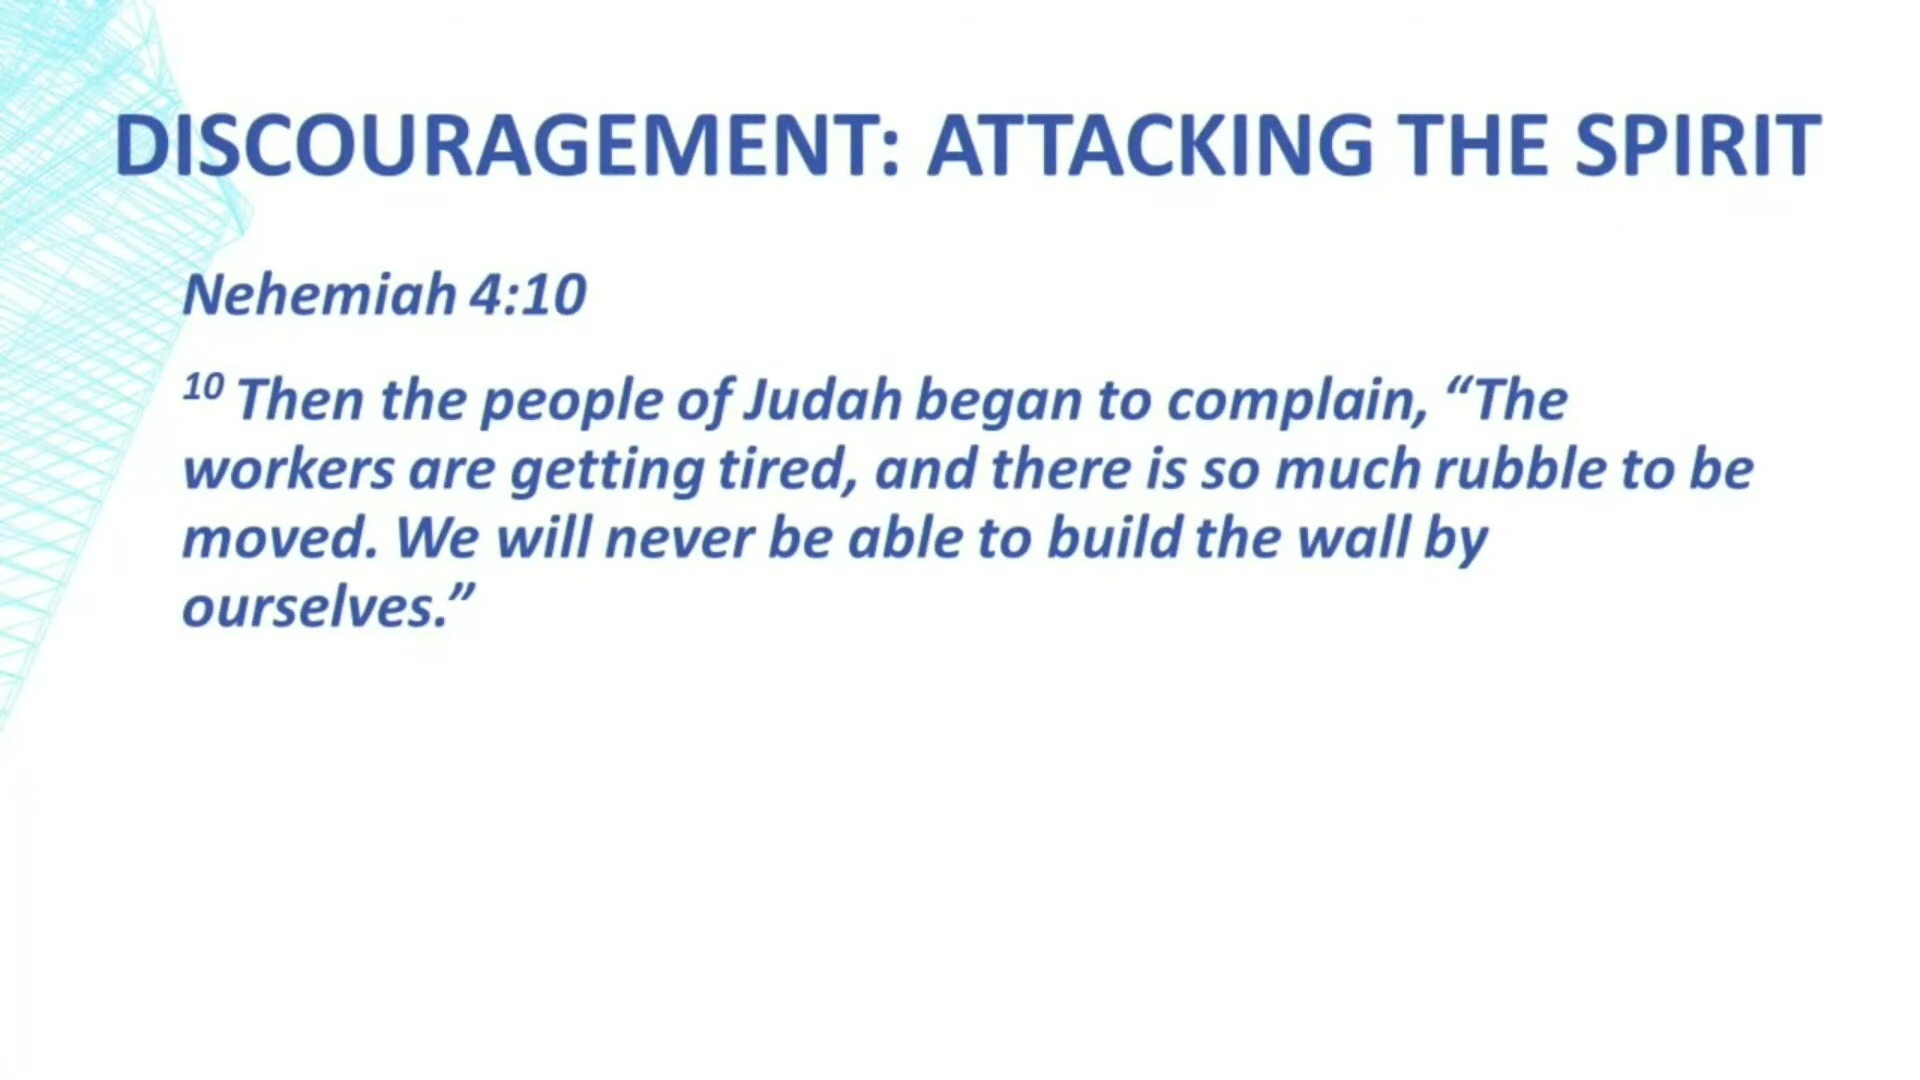 DISCOURAGEMENT: ATTACKING THE SPIRIT
Nehemiah 4:10
10 Then the people of Judah began to complain, “The
workers are getting tired, and there is so much rubble to be
moved. We will never be able to build the wall by
ourselves.”